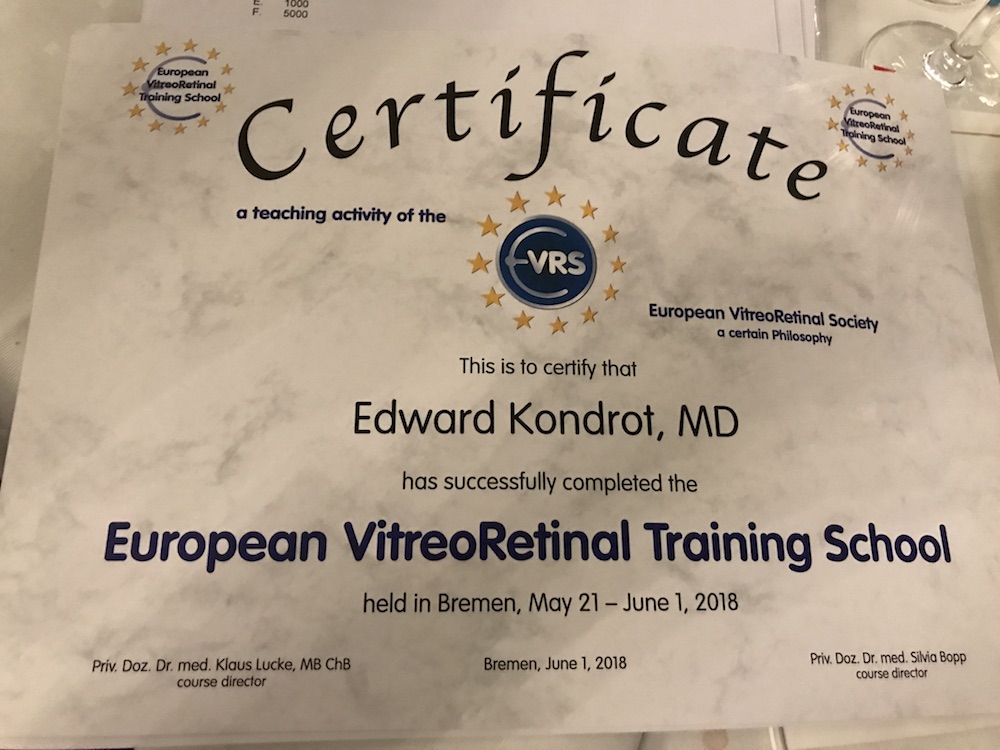 E. 1000
F. 5000
European
VitreoRetinal
Training School
Certificate
European
VitreoRetinal
Training School
a teaching activity of the
EVRS
European VitreoRetinal Society
a certain Philosophy
This is to certify that
Edward Kondrot, MD
has successfully completed the
European VitreoRetinal Training School
held in Bremen, May 21 – June 1, 2018
Priv. Doz. Dr. med. Klaus Lucke, MB ChB
course director
Bremen, June 1, 2018
Priv. Doz. Dr. med. Silvia Bopp
course director